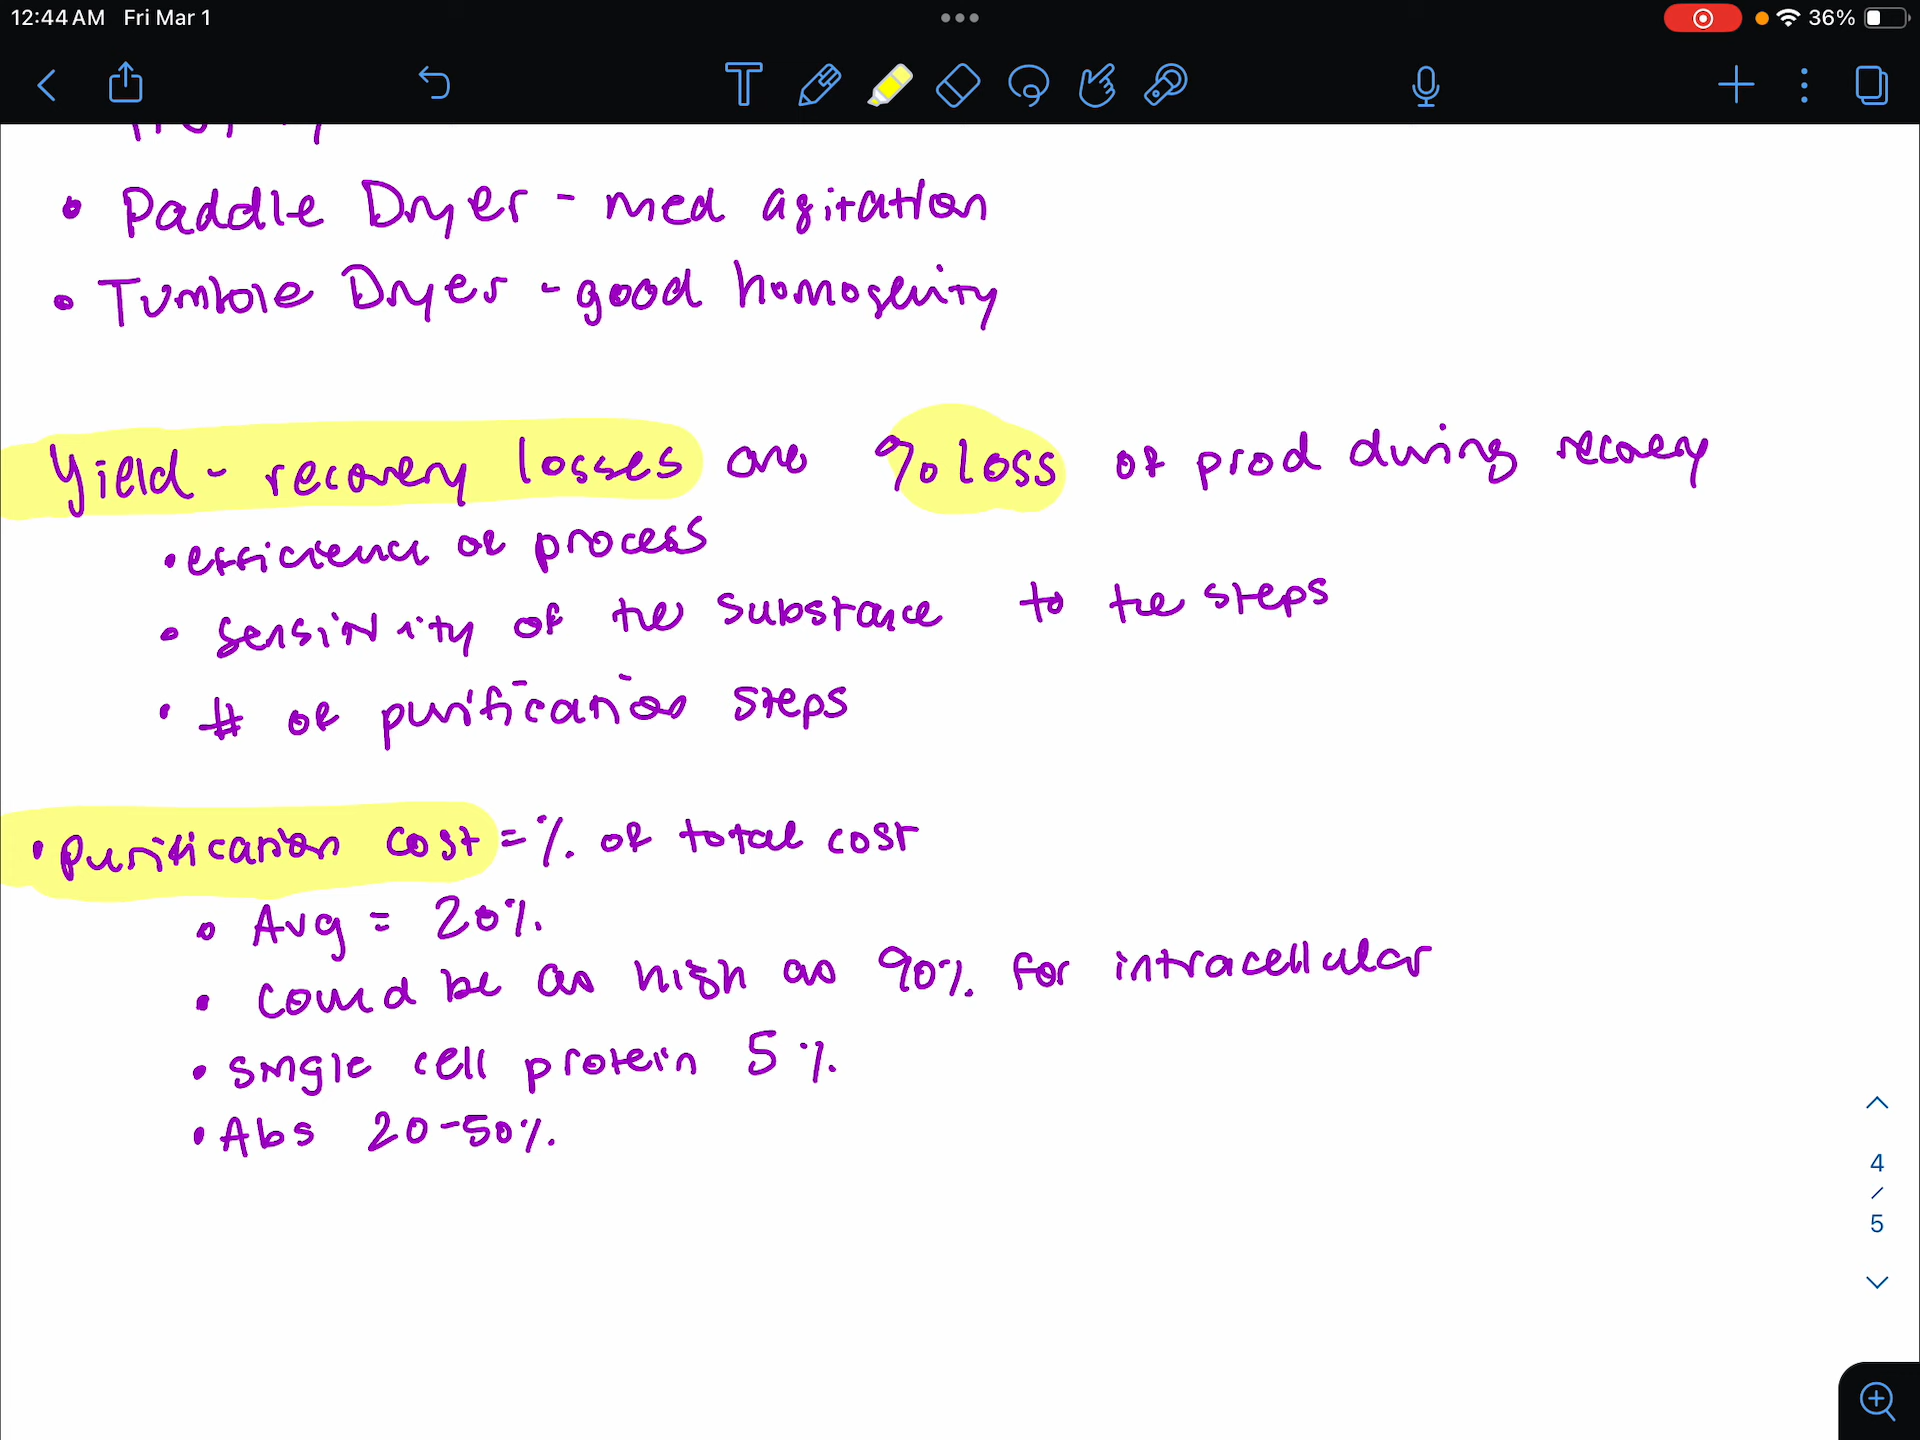 12:44 AM Fri Mar 1
36%
• Paddle Dryer - med agitation
• Tumble Dryer - good homogenity
Yield - recovery losses are % loss of prod during recovery
• efficiency of process
• sensitivity of the substance to the steps
• # of purification steps
• Purification cost = % of total cost
• Avg = 20%
• could be as high as 90% for intracellular
• single cell protein 5%
• Abs 20-50%
4
/
5